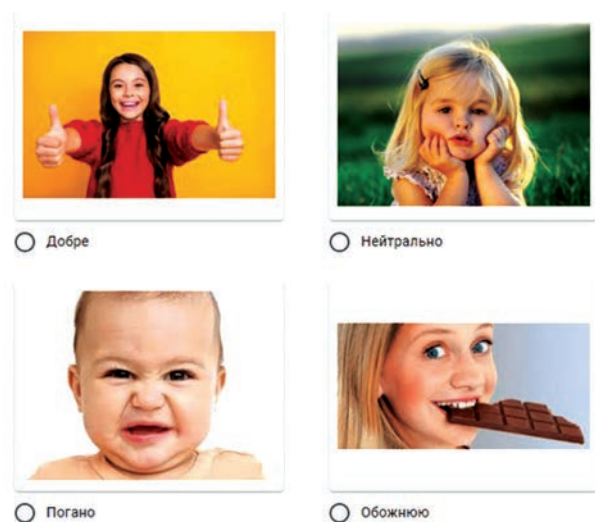 Добре
Нейтрально
Погано
Обожнюю